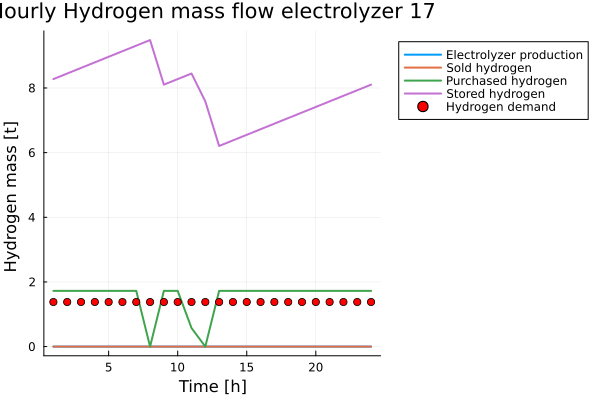 Hourly Hydrogen mass flow electrolyzer 17
Electrolyzer production
Sold hydrogen
Purchased hydrogen
Stored hydrogen
Hydrogen demand
Hydrogen mass [t]
8
6
4
2
0
5
10
15
20
Time [h]